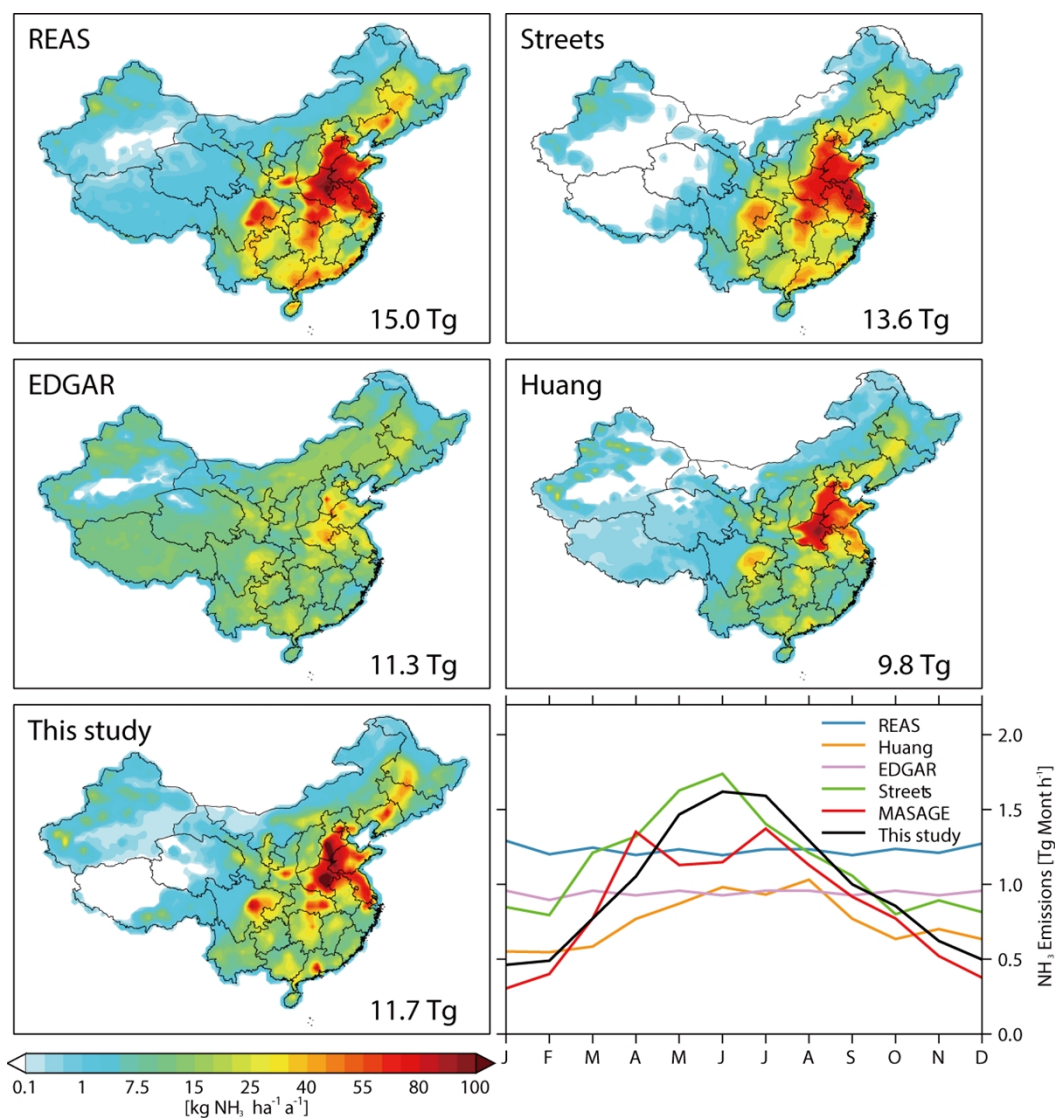 REAS
15.0 Tg
Streets
13.6 Tg
EDGAR
11.3 Tg
Huang
9.8 Tg
This study
11.7 Tg
0.1 1 7.5 15 25 40 55 80 100
[kg NH₃ ha⁻¹ a⁻¹]
REAS
Huang
EDGAR
Streets
MASAGE
This study
2.0
1.5
1.0
0.5
0.0
NH₃ Emissions [Tg Month⁻¹]
J F M A M J J A S O N D